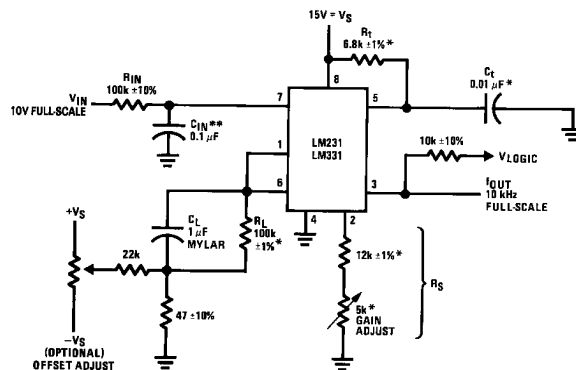 15V = VS
Rt
6.8k ±1%*
RIN
100k ±10%
VIN
10V FULL-SCALE
CIN**
0.1 μF
8
7
5
1
6
3
4
2
LM231
LM331
Ct
0.01 μF*
10k ±10%
VLOGIC
fOUT
10 kHz
FULL-SCALE
CL
1 μF
MYLAR
RL
100k
±1%*
+VS
22k
47 ±10%
–VS
(OPTIONAL)
OFFSET ADJUST
12k ±1%*
5k*
GAIN
ADJUST
RS